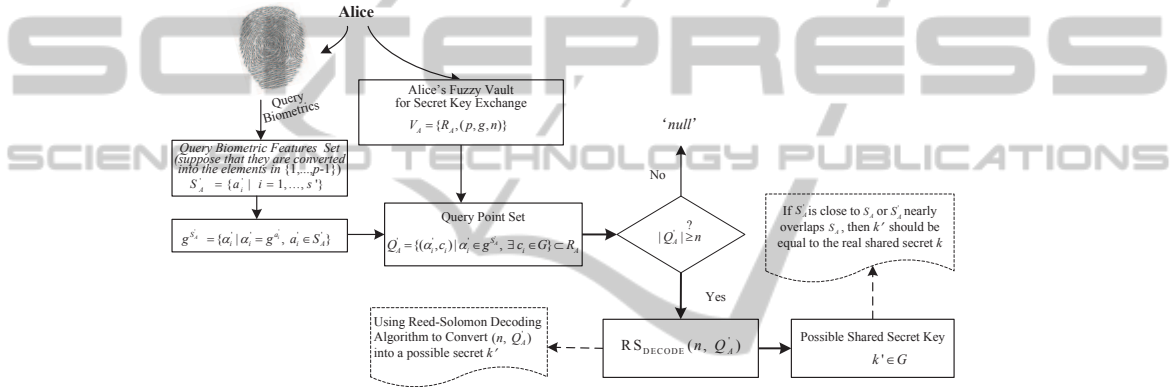 SCITEPRESS
SCIENCE AND TECHNOLOGY PUBLICATIONS
Alice
Query
Biometrics
Alice's Fuzzy Vault
for Secret Key Exchange
V_A = {R_A, (p, g, n)}
'null'
Query Biometric Features Set
(suppose that they are converted
into the elements in {1,...,p-1})
S'_A = {a'_i | i = 1,..., s'}
No
If S'_A is close to S_A or S'_A nearly
overlaps S_A, then k' should be
equal to the real shared secret k
g^{S'_A} = {α'_i | α'_i = g^{a'_i}, a'_i ∈ S'_A}
Query Point Set
Q'_A = {(α'_i, c_i) | α'_i ∈ g^{S'_A}, ∃ c_i ∈ G} ⊂ R_A
?
|Q'_A| ≥ n
Yes
Using Reed-Solomon Decoding
Algorithm to Convert (n, Q'_A)
into a possible secret k'
RS_DECODE (n, Q'_A)
Possible Shared Secret Key
k' ∈ G